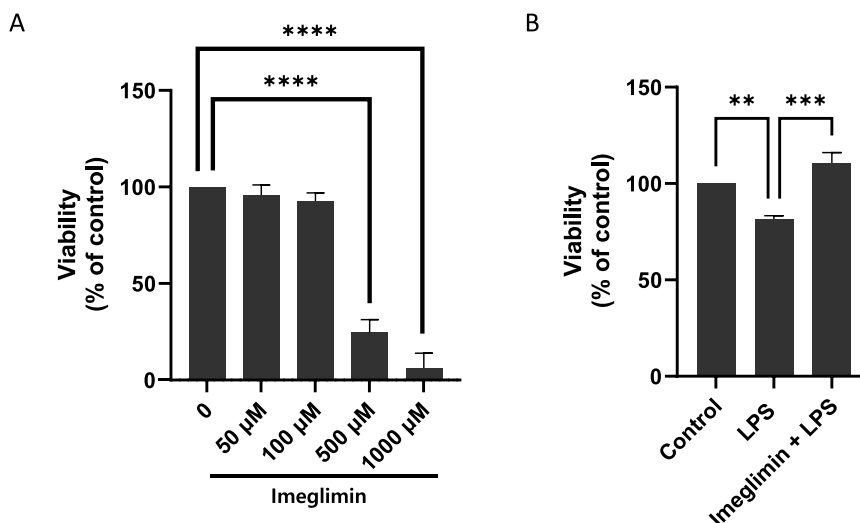 A
****
****
150
100
50
0
Viability
(% of control)
0
50 μM
100 μM
500 μM
1000 μM
Imeglimin
B
**
***
150
100
50
0
Viability
(% of control)
Control
LPS
Imeglimin + LPS